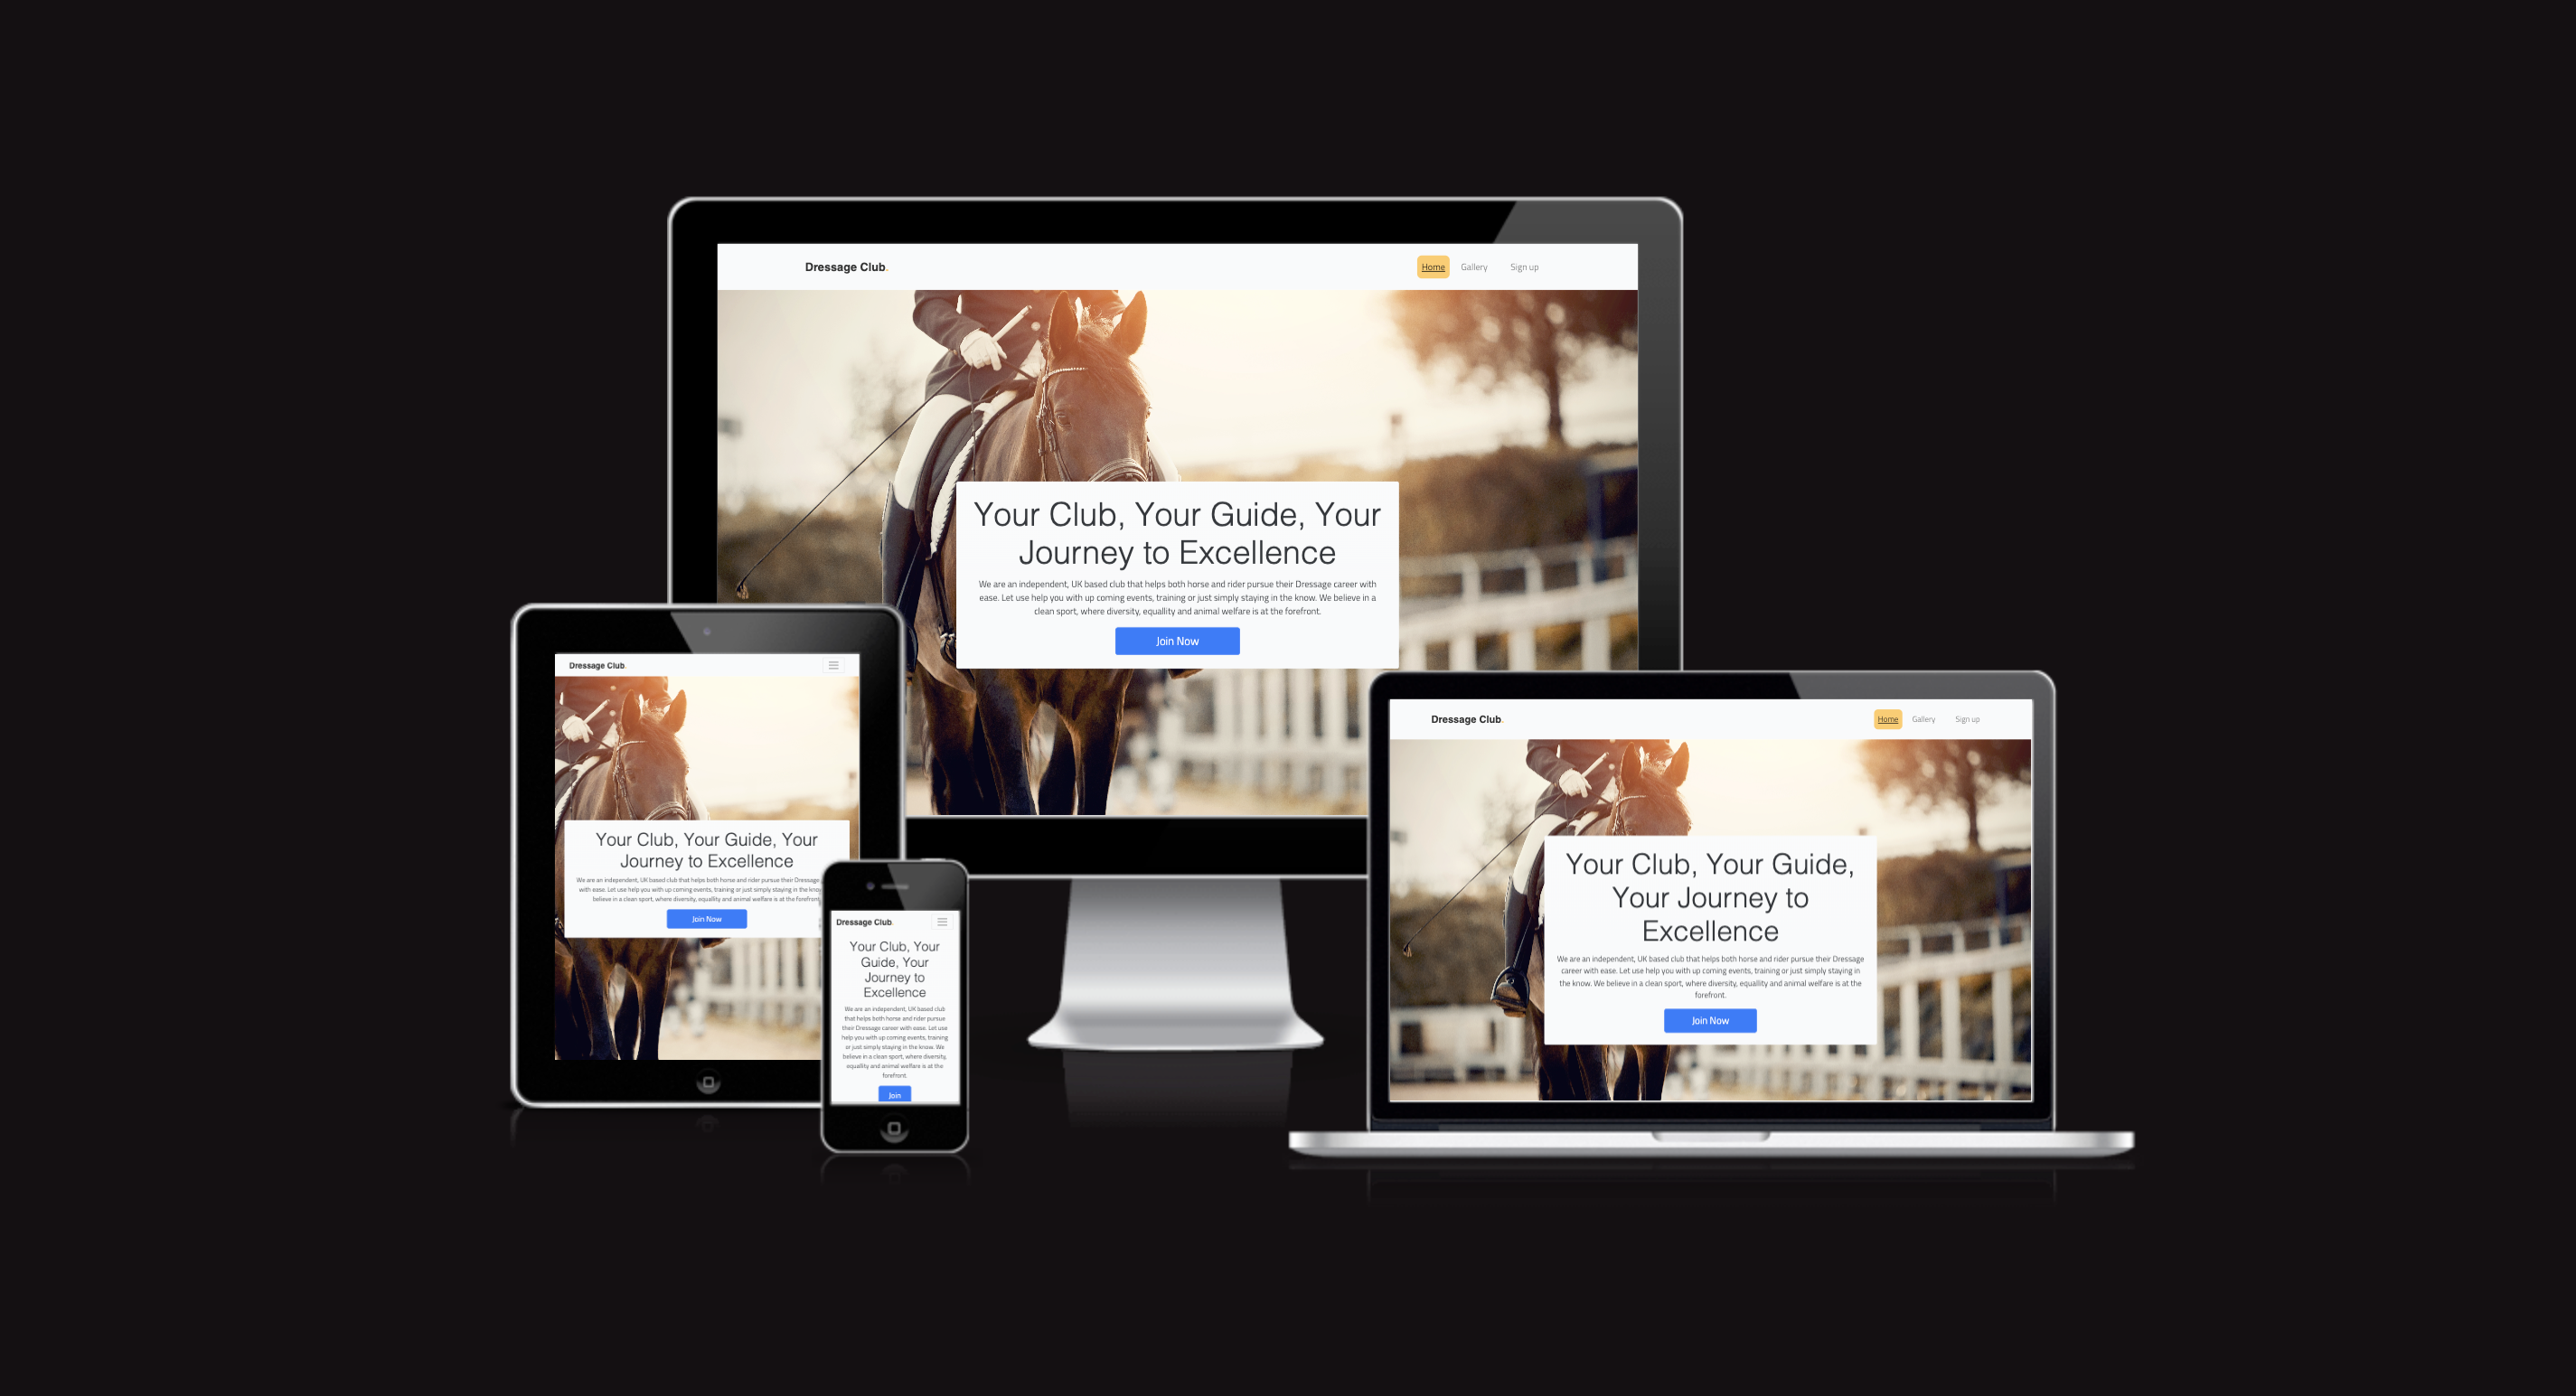 Dressage Club.
Home Gallery Sign up
Your Club, Your Guide, Your
Journey to Excellence
We are an independent, UK based club that helps both horse and rider pursue their Dressage career with
ease. Let use help you with up coming events, training or just simply staying in the know. We believe in a
clean sport, where diversity, equallity and animal welfare is at the forefront.
Join Now
Dressage Club.
Your Club, Your Guide, Your
Journey to Excellence
We are an independent, UK based club that helps both horse and rider pursue their Dressage
with ease. Let use help you with up coming events, training or just simply staying in the
believe in a clean sport, where diversity, equallity and animal welfare is at the
Join Now
Dressage Club.
Your Club, Your
Guide, Your
Journey to
Excellence
We are an independent, UK based club
that helps both horse and rider pursue
their Dressage career with ease. Let use
help you with up coming events, training
or just simply staying in the know. We
believe in a clean sport, where diversity,
equallity and animal welfare is at the
forefront.
Join
Dressage Club.
Home Gallery Sign up
Your Club, Your Guide,
Your Journey to
Excellence
We are an independent, UK based club that helps both horse and rider pursue their Dressage
career with ease. Let use help you with up coming events, training or just simply staying in
the know. We believe in a clean sport, where diversity, equallity and animal welfare is at the
forefront.
Join Now